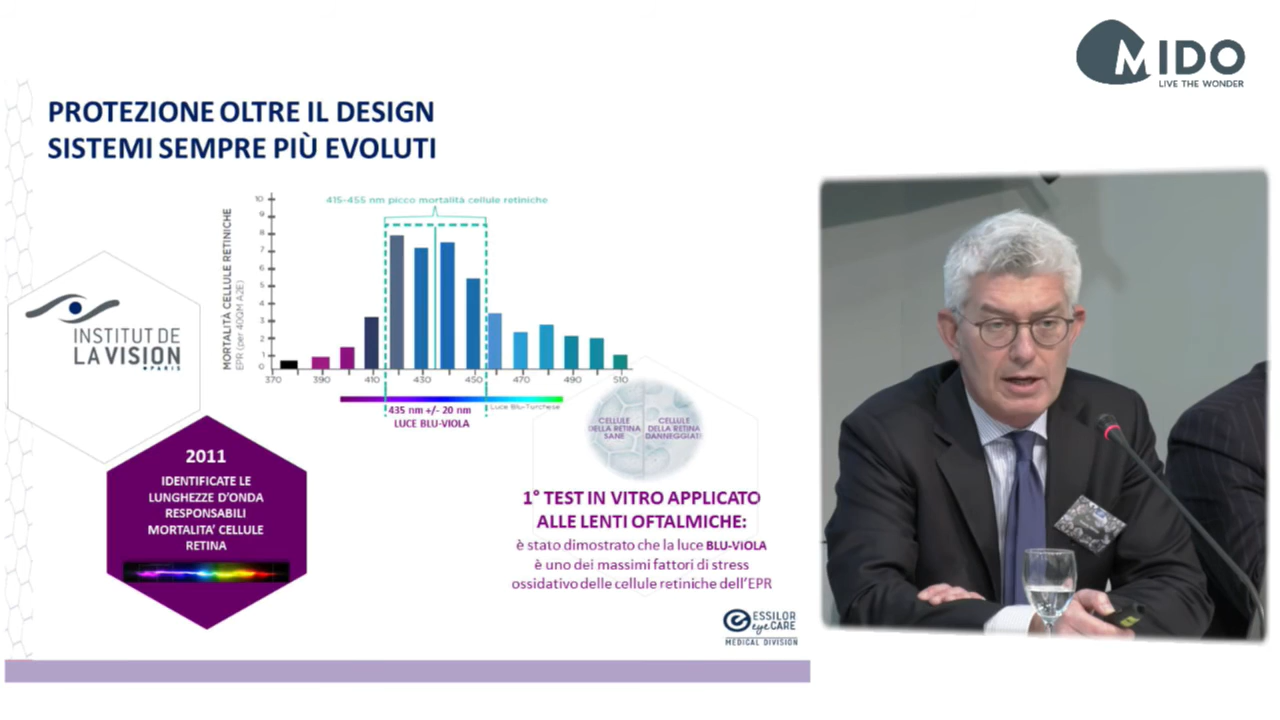 MIDO
LIVE THE WONDER
PROTEZIONE OLTRE IL DESIGN
SISTEMI SEMPRE PIÙ EVOLUTI
415-455 nm picco mortalità cellule retiniche
MORTALITÀ CELLULE RETINICHE
EPR (per 40QM A2E)
10
9
8
7
6
5
4
3
2
1
0
370 390 410 430 450 470 490 510
435 nm +/- 20 nm
LUCE BLU-VIOLA
Luce Blu-Turchese
INSTITUT DE
LA VISION
PARIS
2011
IDENTIFICATE LE
LUNGHEZZE D'ONDA
RESPONSABILI
MORTALITA' CELLULE
RETINA
CELLULE
DELLA RETINA
SANE
CELLULE
DELLA RETINA
DANNEGGIATE
1° TEST IN VITRO APPLICATO
ALLE LENTI OFTALMICHE:
è stato dimostrato che la luce BLU-VIOLA
è uno dei massimi fattori di stress
ossidativo delle cellule retiniche dell'EPR
ESSILOR
eyeCARE
MEDICAL DIVISION